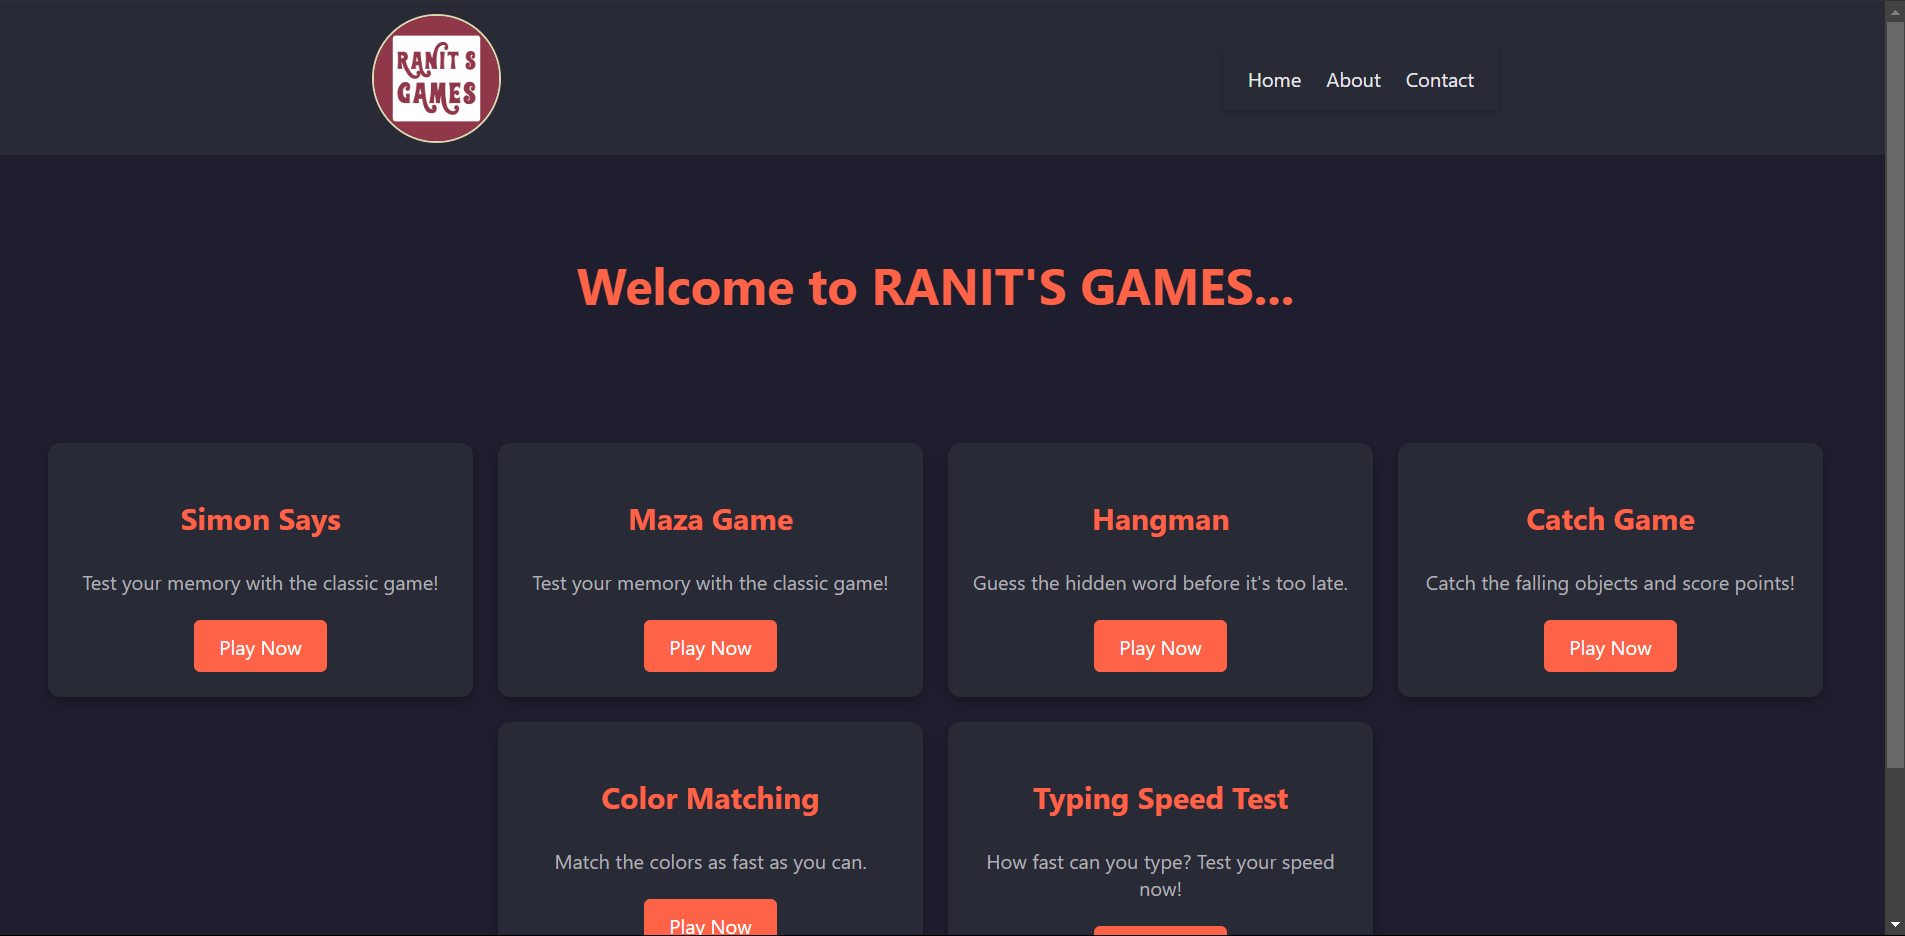 RANIT S
GAMES
Home About Contact
Welcome to RANIT'S GAMES...
Simon Says
Test your memory with the classic game!
Play Now
Maza Game
Test your memory with the classic game!
Play Now
Hangman
Guess the hidden word before it's too late.
Play Now
Catch Game
Catch the falling objects and score points!
Play Now
Color Matching
Match the colors as fast as you can.
Play Now
Typing Speed Test
How fast can you type? Test your speed
now!